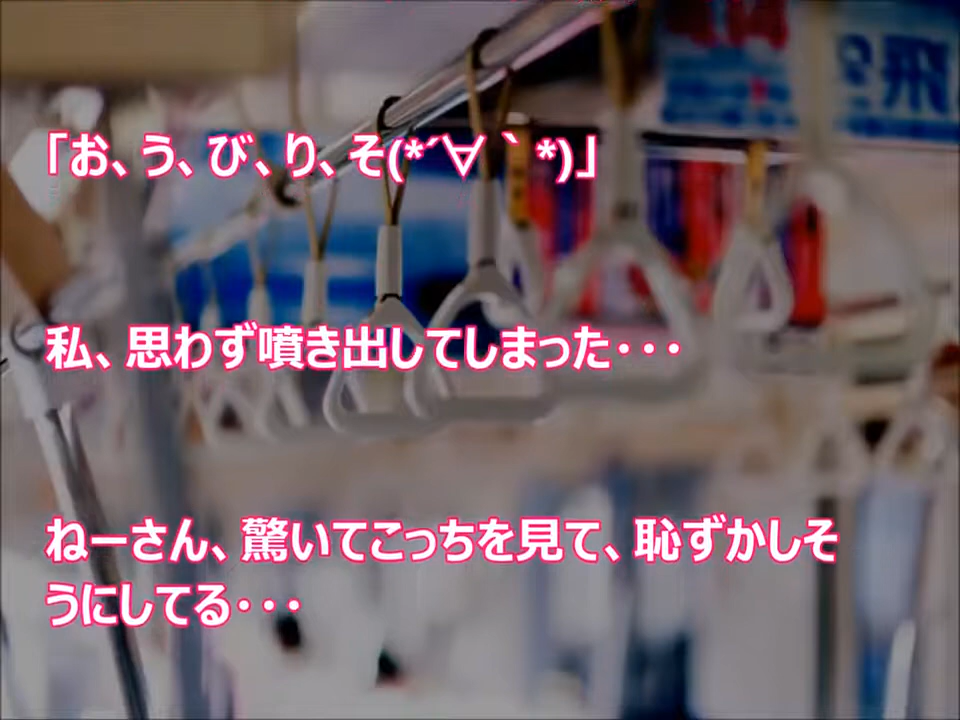 「お、う、び、り、そ(*´∀｀*)」
私、思わず噴き出してしまった・・・
ねーさん、驚いてこっちを見て、恥ずかしそ
うにしてる・・・
飛